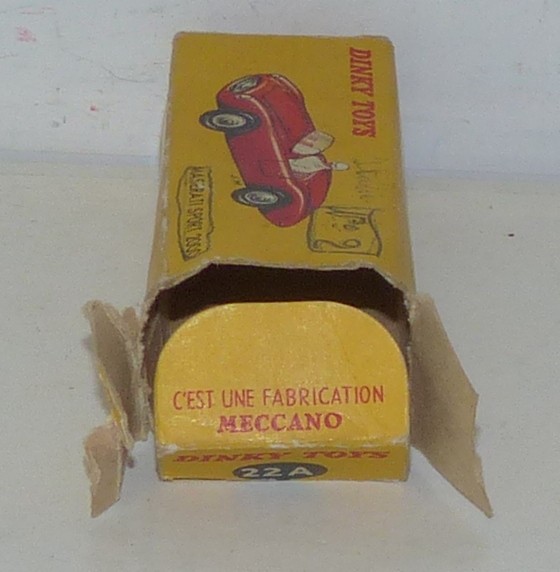 DINKY TOYS
MASERATI SPORT 2000
C'EST UNE FABRICATION
MECCANO
DINKY TOYS
22A